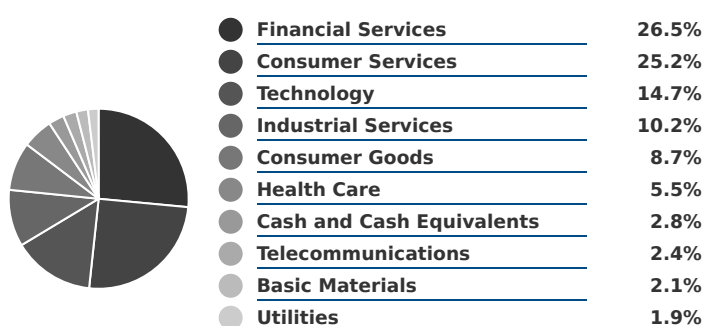 Financial Services 26.5%
Consumer Services 25.2%
Technology 14.7%
Industrial Services 10.2%
Consumer Goods 8.7%
Health Care 5.5%
Cash and Cash Equivalents 2.8%
Telecommunications 2.4%
Basic Materials 2.1%
Utilities 1.9%